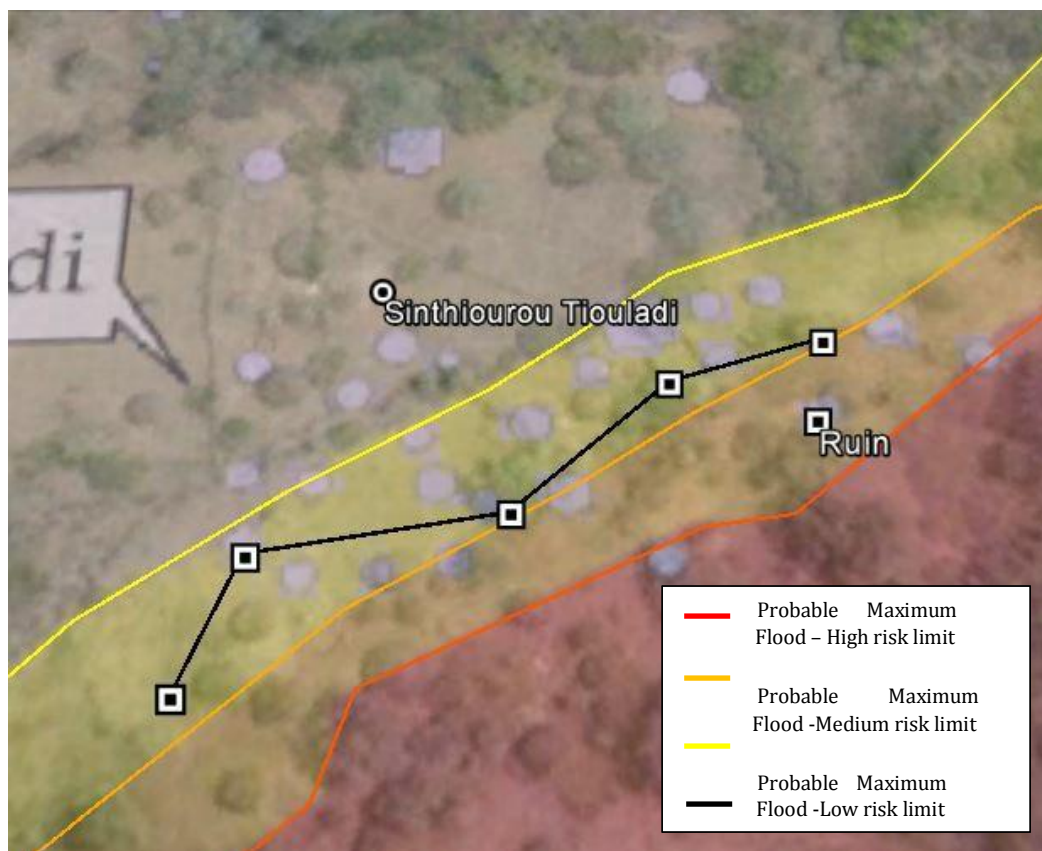 di
Sinthiourou Tiouladi
Ruin
Probable Maximum
Flood – High risk limit
Probable Maximum
Flood -Medium risk limit
Probable Maximum
Flood -Low risk limit